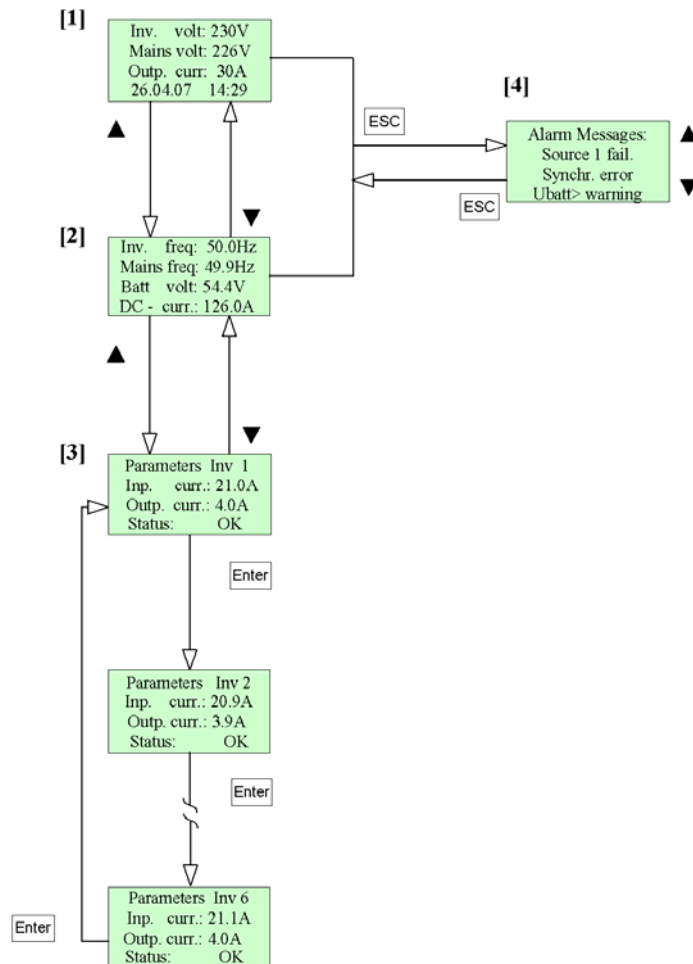 [1]
Inv. volt: 230V
Mains volt: 226V
Outp. curr: 30A
26.04.07 14:29
ESC
[4]
Alarm Messages:
Source 1 fail.
Synchr. error
Ubatt> warning
ESC
[2]
Inv. freq: 50.0Hz
Mains freq: 49.9Hz
Batt volt: 54.4V
DC - curr.: 126.0A
[3]
Parameters Inv 1
Inp. curr.: 21.0A
Outp. curr.: 4.0A
Status: OK
Enter
Parameters Inv 2
Inp. curr.: 20.9A
Outp. curr.: 3.9A
Status: OK
Enter
Parameters Inv 6
Inp. curr.: 21.1A
Outp. curr.: 4.0A
Status: OK
Enter